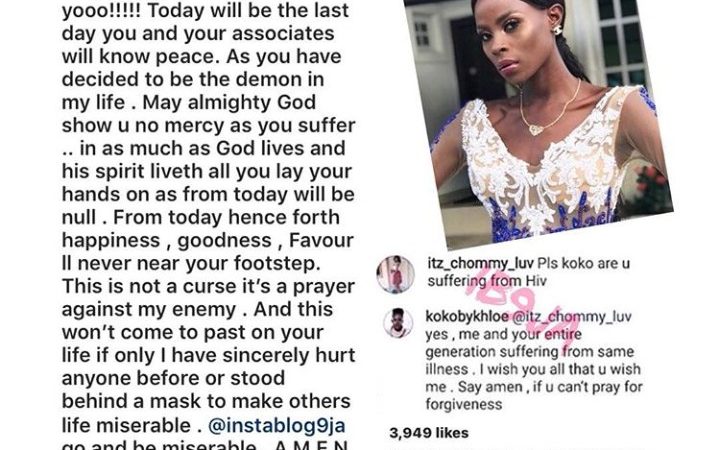 yooo!!!!! Today will be the last
day you and your associates
will know peace. As you have
decided to be the demon in
my life . May almighty God
show u no mercy as you suffer
.. in as much as God lives and
his spirit liveth all you lay your
hands on as from today will be
null . From today hence forth
happiness , goodness , Favour
ll never near your footstep.
This is not a curse it's a prayer
against my enemy . And this
won't come to past on your
life if only I have sincerely hurt
anyone before or stood
behind a mask to make others
life miserable . @instablog9ja
go and be miserable . A M E N
itz_chommy_luv Pls koko are u
suffering from Hiv
IB9JA
kokobykhloe @itz_chommy_luv
yes , me and your entire
generation suffering from same
illness . I wish you all that u wish
me . Say amen , if u can't pray for
forgiveness
3,949 likes